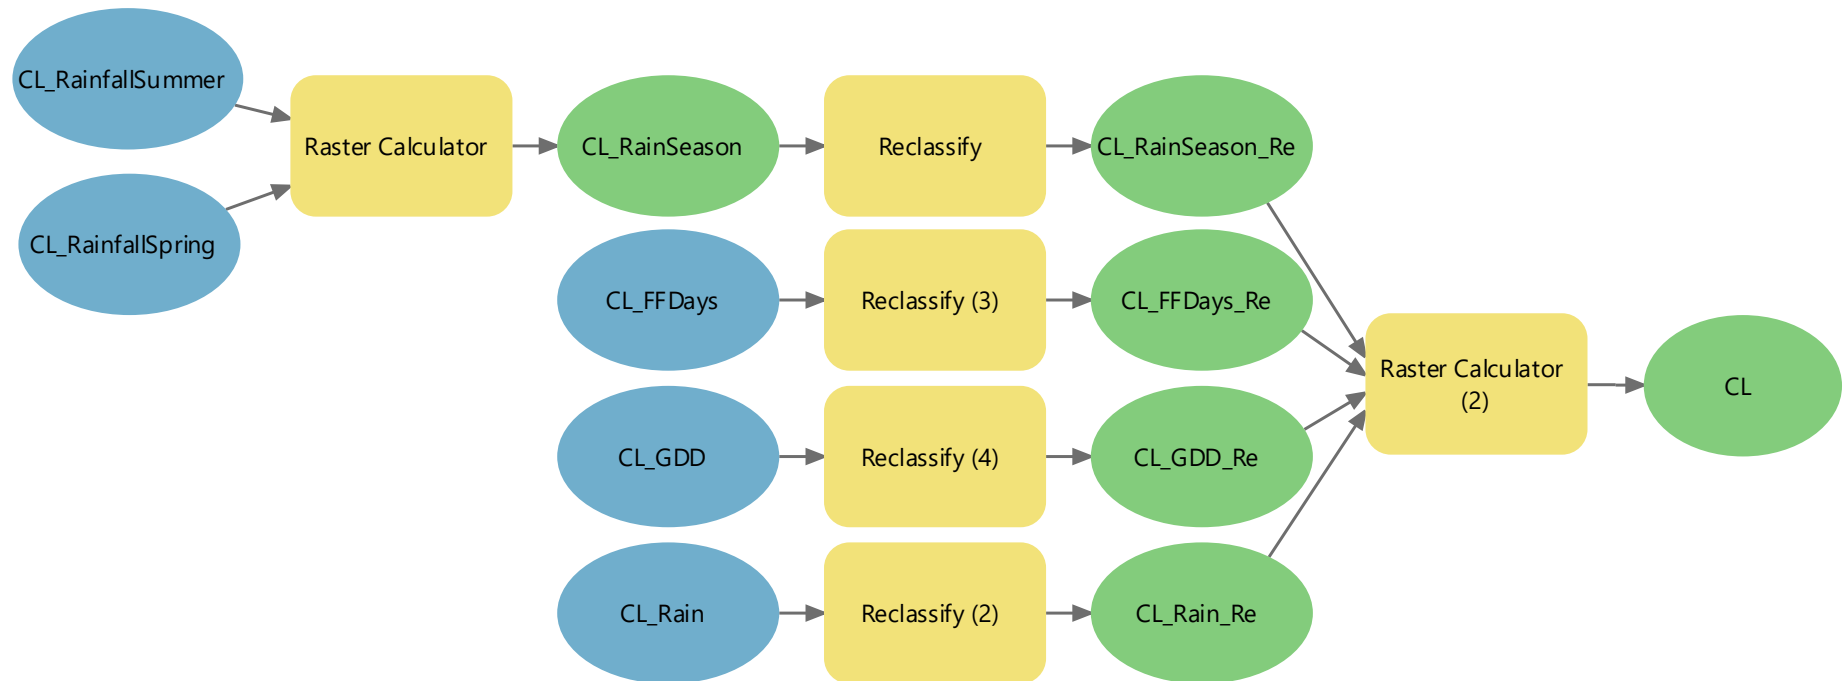 CL_RainfallSummer
CL_RainfallSpring
Raster Calculator
CL_RainSeason
Reclassify
CL_RainSeason_Re
CL_FFDays
Reclassify (3)
CL_FFDays_Re
CL_GDD
Reclassify (4)
CL_GDD_Re
CL_Rain
Reclassify (2)
CL_Rain_Re
Raster Calculator
(2)
CL